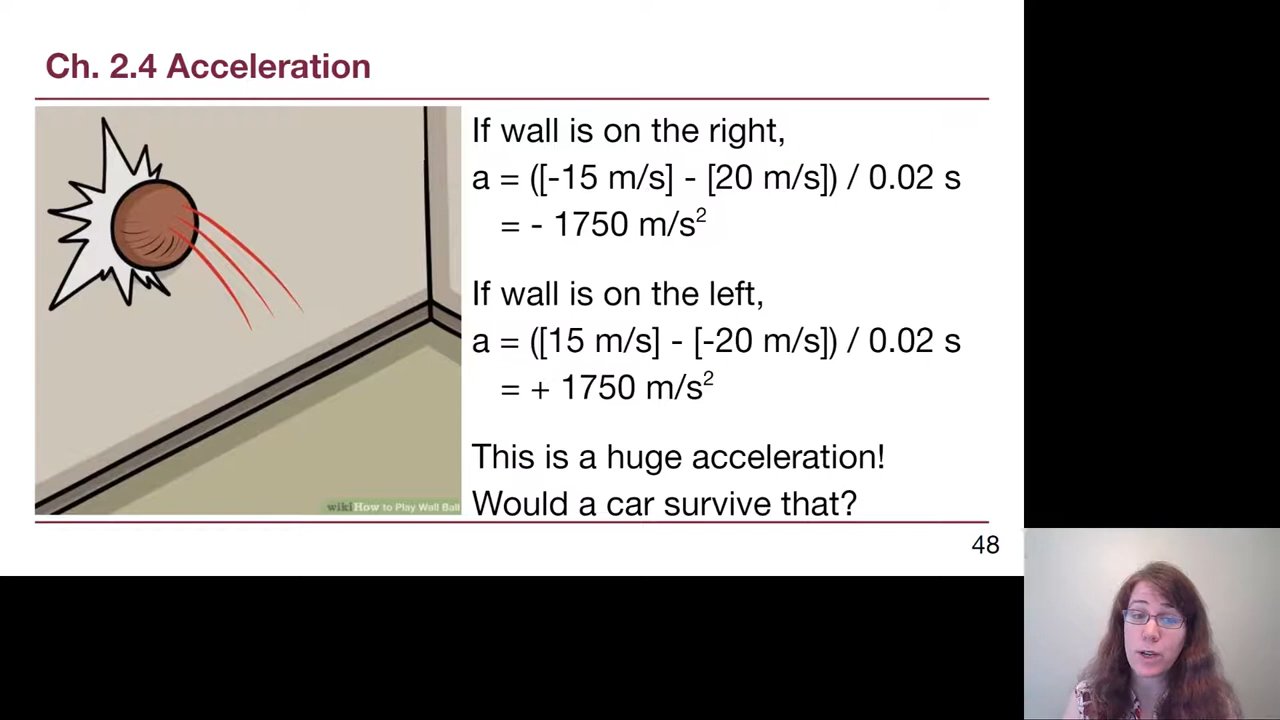 Ch. 2.4 Acceleration
If wall is on the right,
a = ([-15 m/s] - [20 m/s]) / 0.02 s
= - 1750 m/s²
If wall is on the left,
a = ([15 m/s] - [-20 m/s]) / 0.02 s
= + 1750 m/s²
This is a huge acceleration!
Would a car survive that?
wikiHow to Play Wall Ball
48